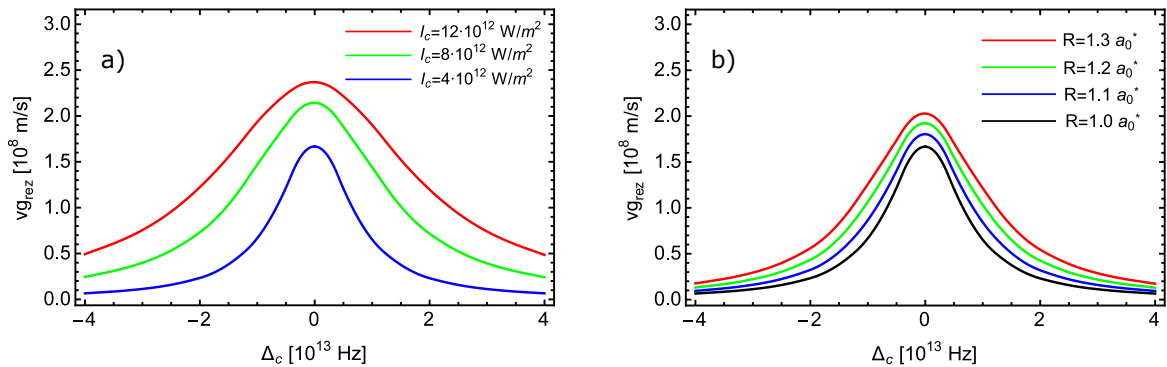 a)
I_c=12·10^12 W/m^2
I_c=8·10^12 W/m^2
I_c=4·10^12 W/m^2
vg_rez [10^8 m/s]
3.0
2.5
2.0
1.5
1.0
0.5
0.0
−4
−2
0
2
4
Δ_c [10^13 Hz]
b)
R=1.3 a_0^*
R=1.2 a_0^*
R=1.1 a_0^*
R=1.0 a_0^*
vg_rez [10^8 m/s]
3.0
2.5
2.0
1.5
1.0
0.5
0.0
−4
−2
0
2
4
Δ_c [10^13 Hz]